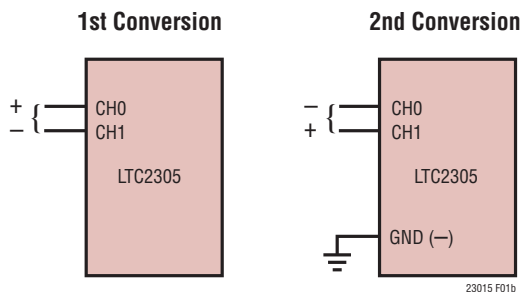 1st Conversion
+
–
{
CH0
CH1
LTC2305
2nd Conversion
–
+
{
CH0
CH1
LTC2305
GND (–)
23015 F01b